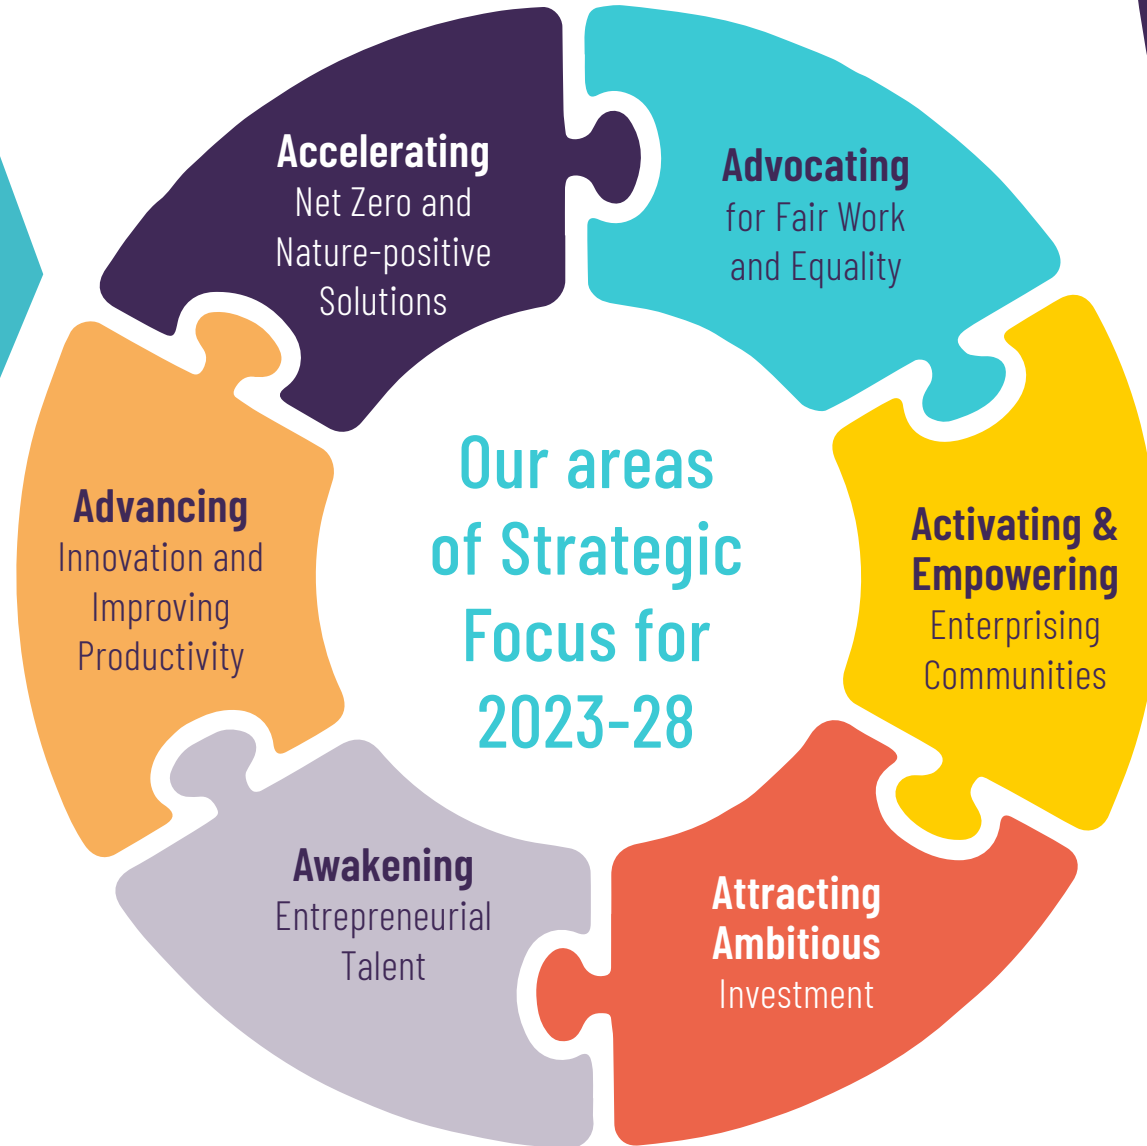 Accelerating
Net Zero and
Nature-positive
Solutions
Advocating
for Fair Work
and Equality
Activating &
Empowering
Enterprising
Communities
Attracting
Ambitious
Investment
Awakening
Entrepreneurial
Talent
Advancing
Innovation and
Improving
Productivity
Our areas
of Strategic
Focus for
2023-28